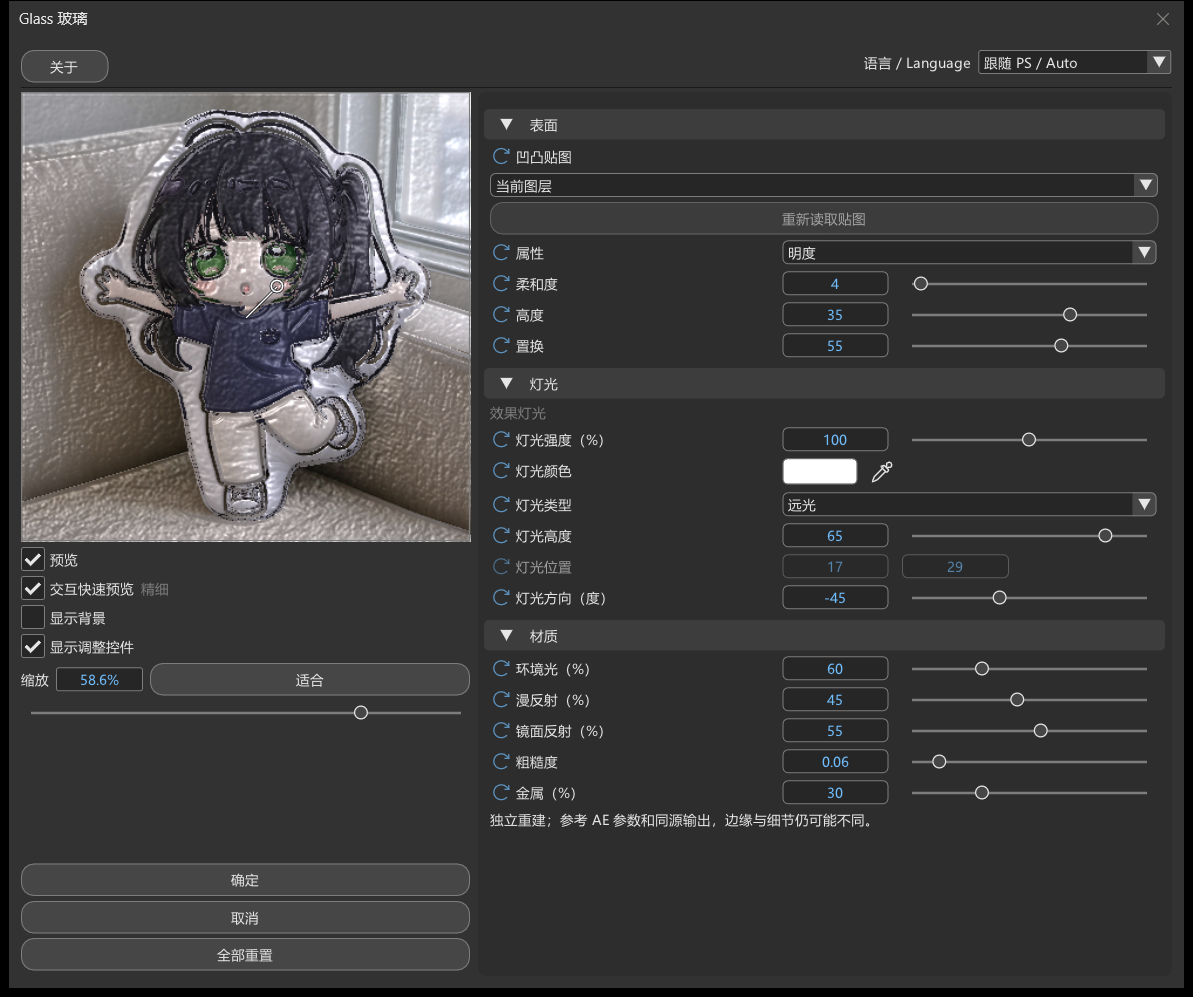 Glass 玻璃
关于
语言 / Language
跟随 PS / Auto
表面
凹凸贴图
当前图层
重新读取贴图
属性
明度
柔和度
4
高度
35
置换
55
灯光
效果灯光
灯光强度（%）
100
灯光颜色
灯光类型
远光
灯光高度
65
灯光位置
17
29
灯光方向（度）
-45
材质
环境光（%）
60
漫反射（%）
45
镜面反射（%）
55
粗糙度
0.06
金属（%）
30
独立重建；参考 AE 参数和同源输出，边缘与细节仍可能不同。
预览
交互快速预览 精细
显示背景
显示调整控件
缩放
58.6%
适合
确定
取消
全部重置